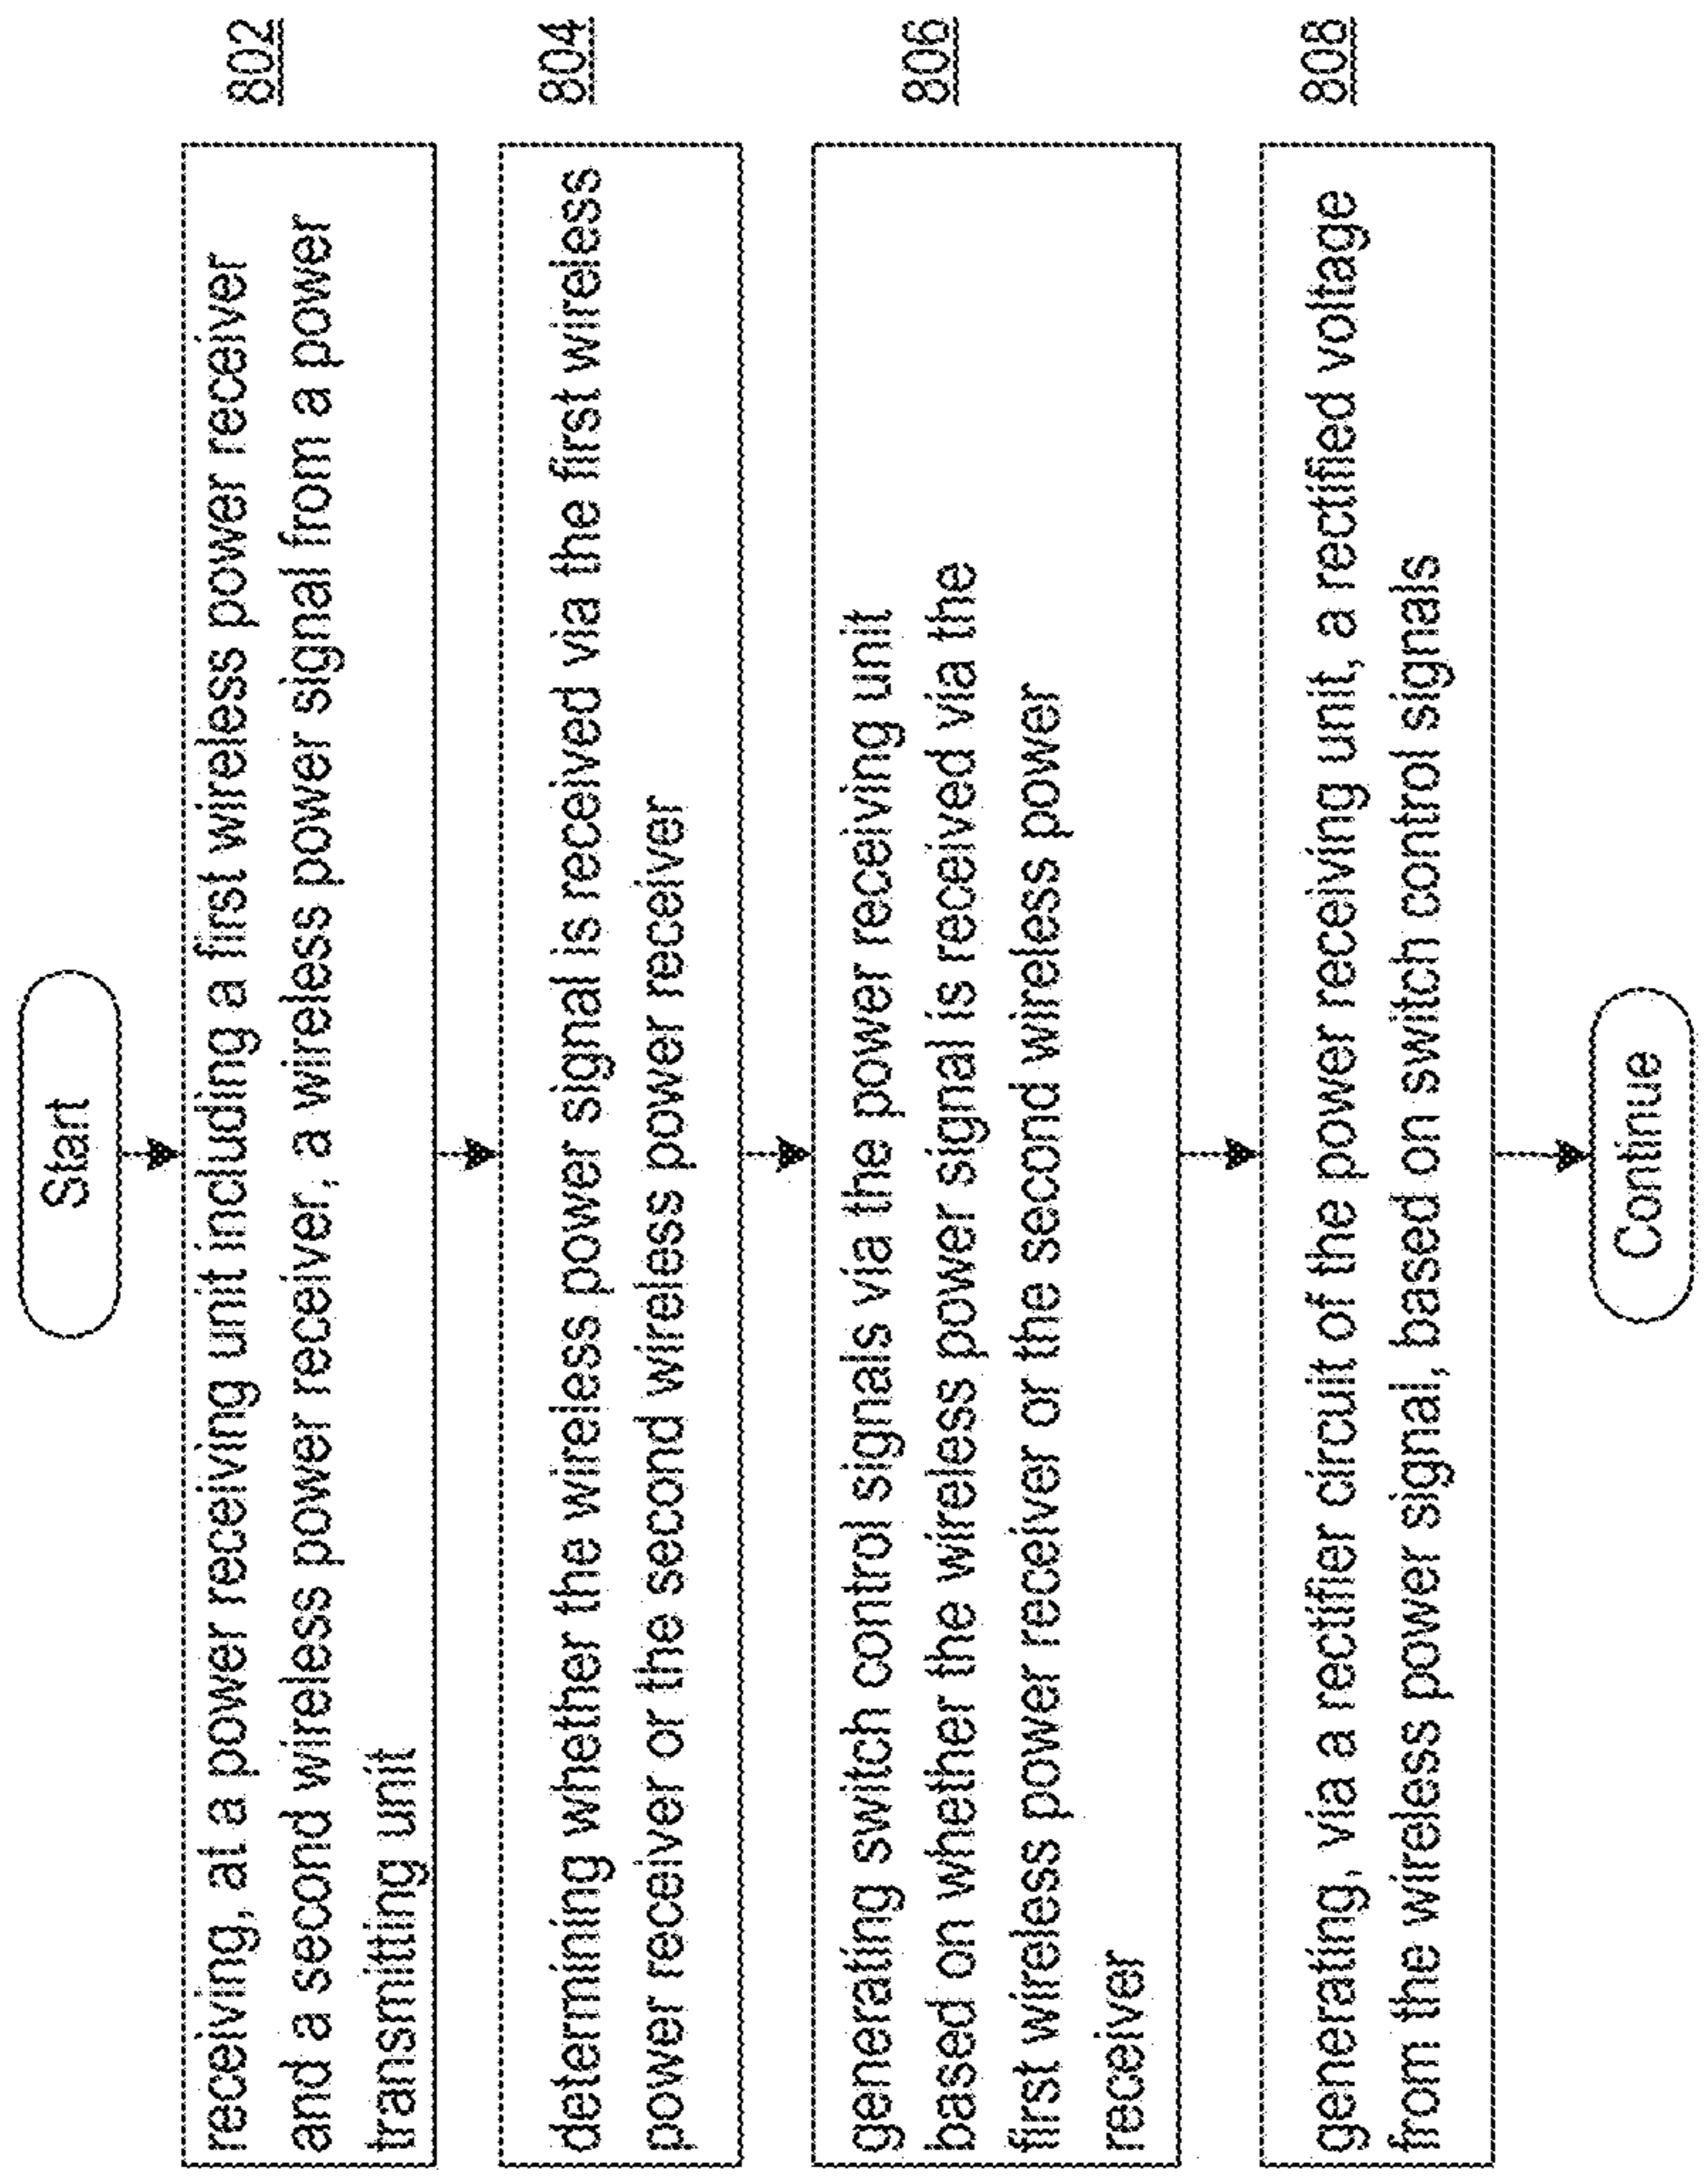 Start
receiving, at a power receiving unit including a first wireless power receiver
and a second wireless power receiver, a wireless power signal from a power
transmitting unit
802
determining whether the wireless power signal is received via the first wireless
power receiver or the second wireless power receiver
804
generating switch control signals via the power receiving unit
based on whether the wireless power signal is received via the
first wireless power receiver or the second wireless power
receiver
806
generating, via a rectifier circuit of the power receiving unit, a rectified voltage
from the wireless power signal, based on switch control signals
808
Continue